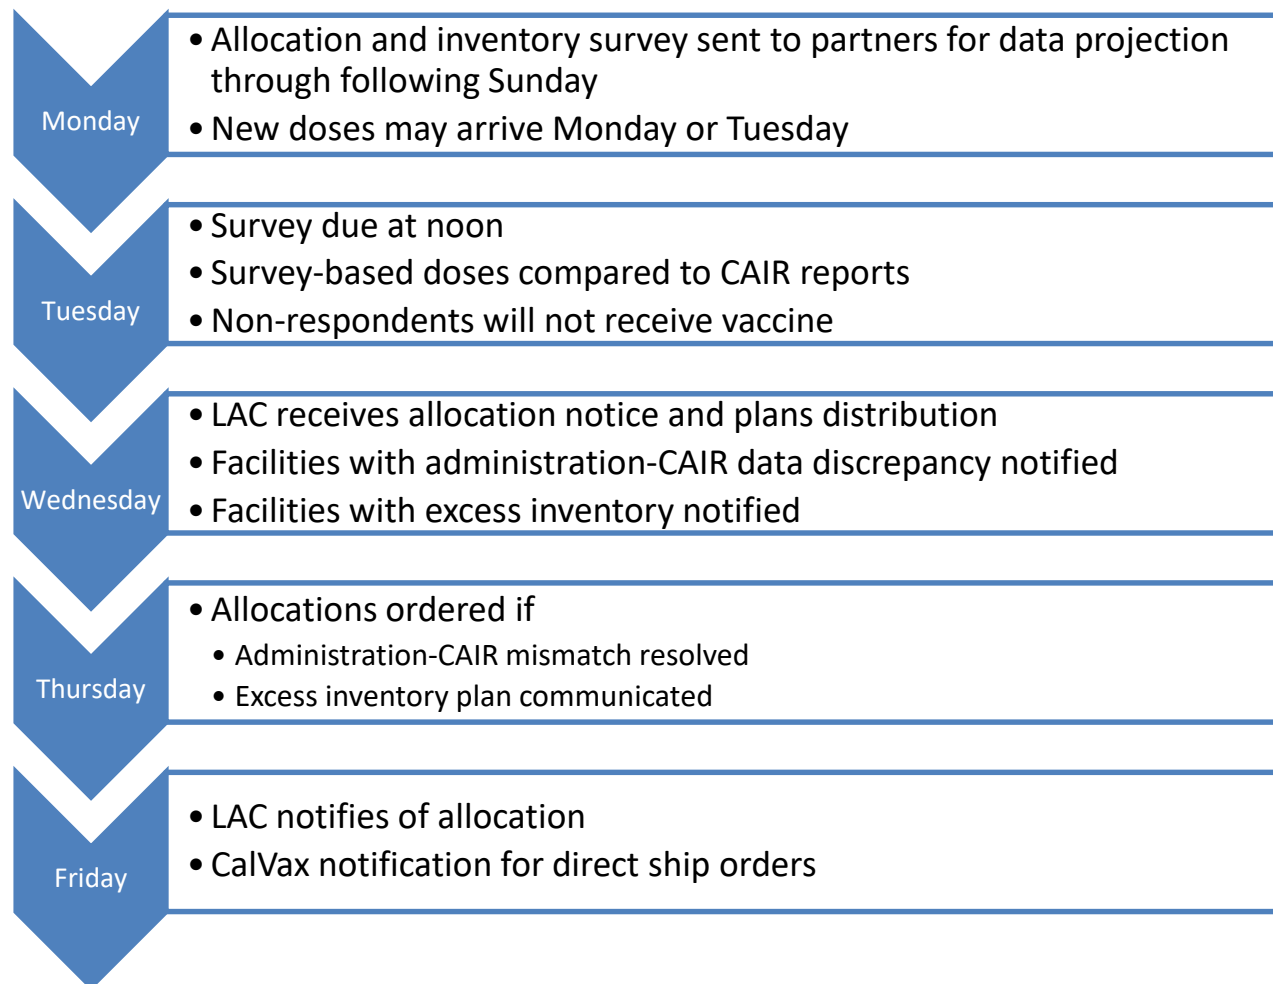 Monday
• Allocation and inventory survey sent to partners for data projection
through following Sunday
• New doses may arrive Monday or Tuesday
Tuesday
• Survey due at noon
• Survey-based doses compared to CAIR reports
• Non-respondents will not receive vaccine
Wednesday
• LAC receives allocation notice and plans distribution
• Facilities with administration-CAIR data discrepancy notified
• Facilities with excess inventory notified
Thursday
• Allocations ordered if
• Administration-CAIR mismatch resolved
• Excess inventory plan communicated
Friday
• LAC notifies of allocation
• CalVax notification for direct ship orders